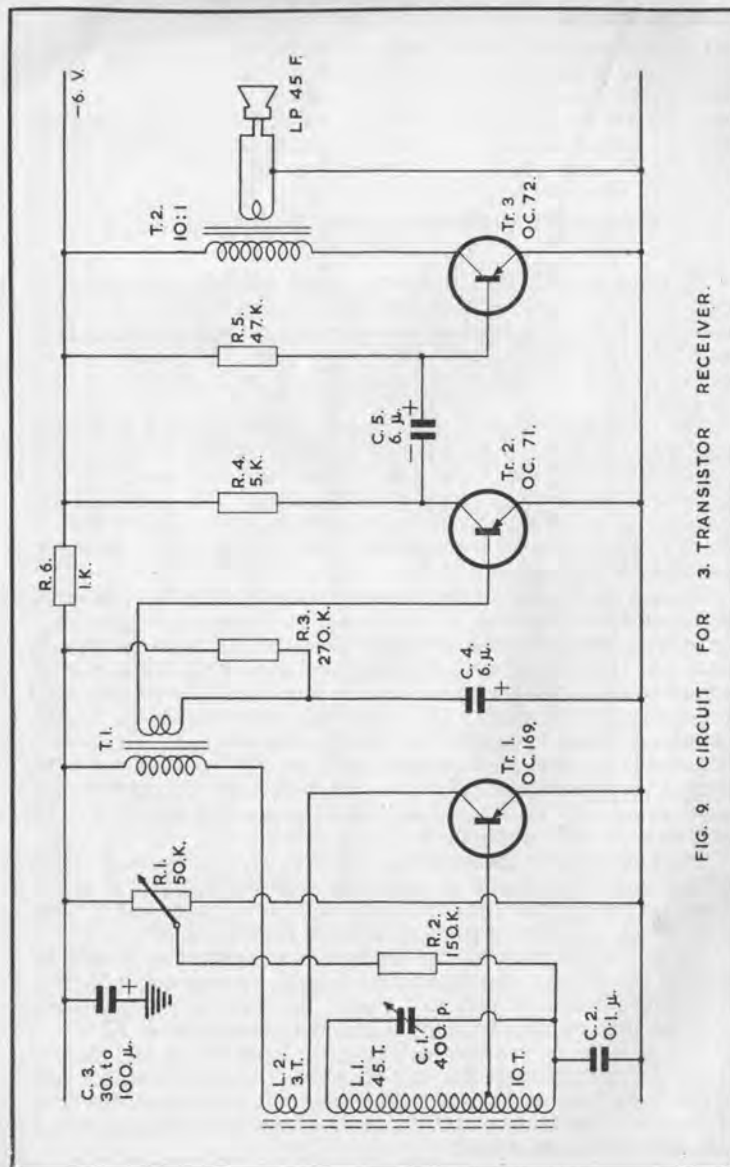 C. 3.
30. to
100. µ.
R. 1.
50. K.
T. 1.
R. 6.
1. K.
R. 3.
270. K.
R. 4.
5. K.
R. 5.
47. K.
T. 2.
10:1
–6. V.
LP 45 F.
L. 2.
3. T.
L. 1.
45. T.
10. T.
C. 1.
400. p.
R. 2.
150. K.
C. 2.
0·1. µ.
Tr. 1.
OC. 169.
C. 4.
6. µ.
+
Tr. 2.
OC. 71.
C. 5.
6. µ.
– +
Tr. 3
OC. 72.
+
FIG. 9. CIRCUIT FOR 3. TRANSISTOR RECEIVER.